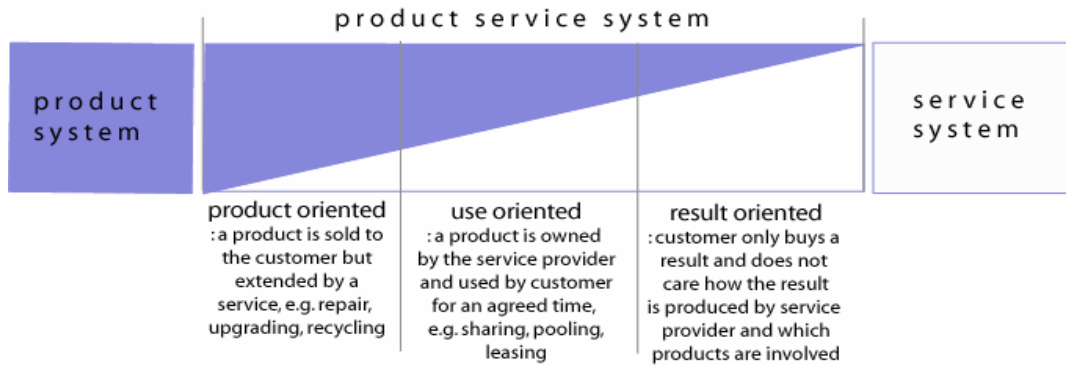 product service system
product
system
service
system
product oriented
: a product is sold to
the customer but
extended by a
service, e.g. repair,
upgrading, recycling
use oriented
: a product is owned
by the service provider
and used by customer
for an agreed time,
e.g. sharing, pooling,
leasing
result oriented
: customer only buys a
result and does not
care how the result
is produced by service
provider and which
products are involved